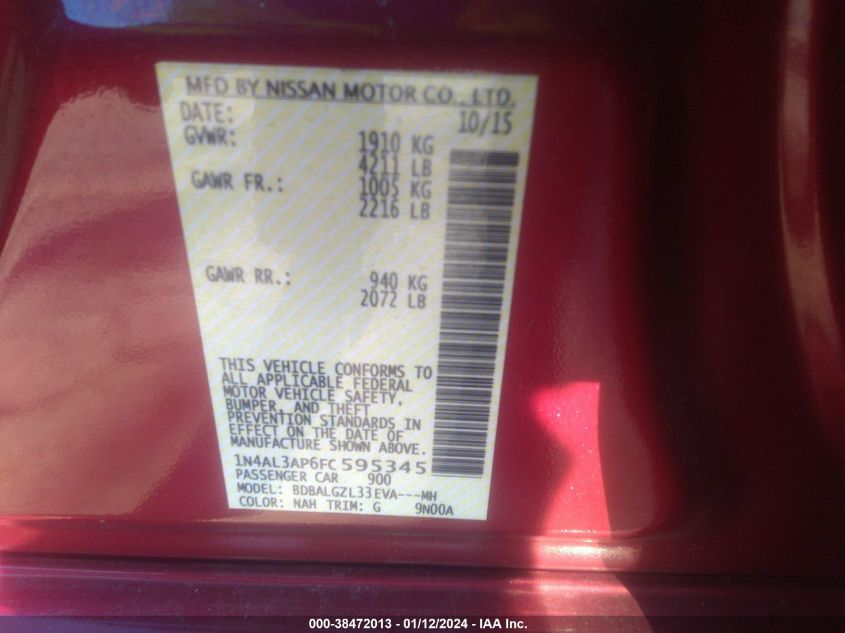 MFD BY NISSAN MOTOR CO., LTD.
DATE: 10/15
GVWR: 1910 KG
4211 LB
GAWR FR.: 1005 KG
2216 LB
GAWR RR.: 940 KG
2072 LB
THIS VEHICLE CONFORMS TO
ALL APPLICABLE FEDERAL
MOTOR VEHICLE SAFETY,
BUMPER, AND THEFT
PREVENTION STANDARDS IN
EFFECT ON THE DATE OF
MANUFACTURE SHOWN ABOVE.
1N4AL3AP6FC595345
PASSENGER CAR 900
MODEL: BDBALGZL33EVA---MH
COLOR: NAH TRIM: G 9N00A
000-38472013 - 01/12/2024 - IAA Inc.